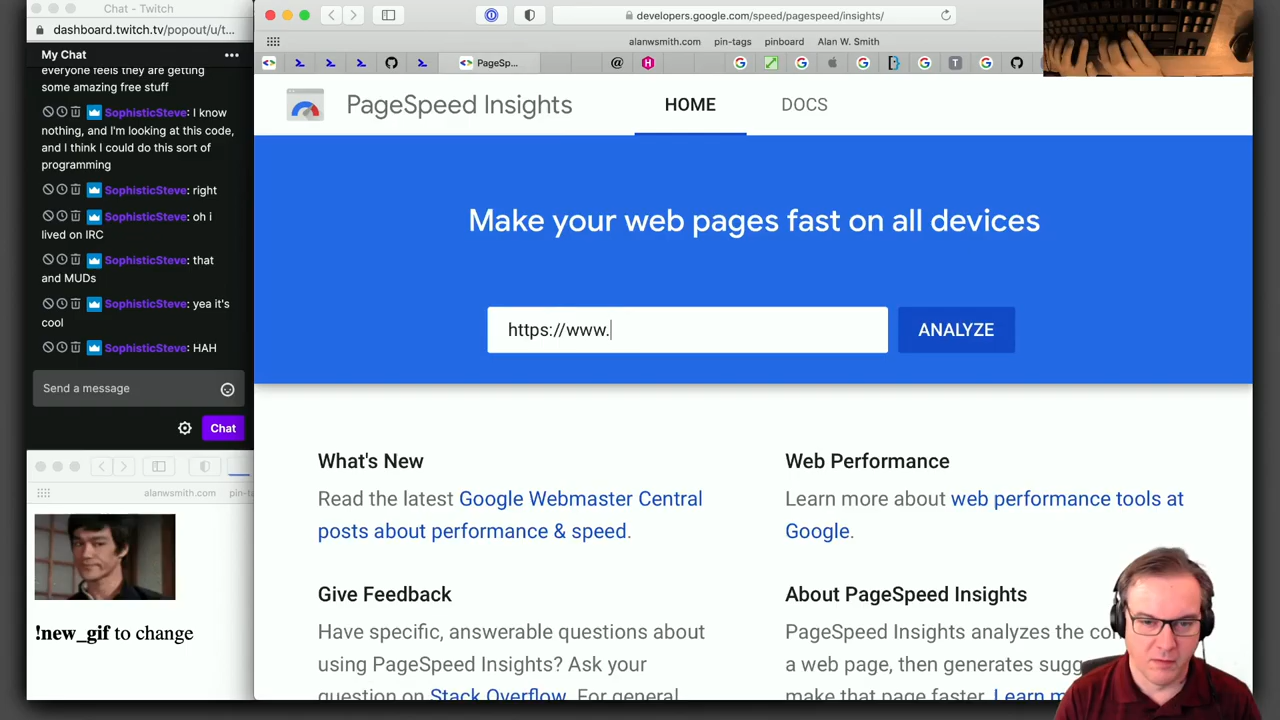 Chat - Twitch
dashboard.twitch.tv/popout/u/t...
My Chat
everyone feels they are getting
some amazing free stuff
SophisticSteve: I know
nothing, and I'm looking at this code,
and I think I could do this sort of
programming
SophisticSteve: right
SophisticSteve: oh i
lived on IRC
SophisticSteve: that
and MUDs
SophisticSteve: yea it's
cool
SophisticSteve: HAH
Send a message
Chat
alanwsmith.com pin-t
!new_gif to change
developers.google.com/speed/pagespeed/insights/
alanwsmith.com pin-tags pinboard Alan W. Smith
PageSp...
PageSpeed Insights HOME DOCS
Make your web pages fast on all devices
https://www. ANALYZE
What's New
Read the latest Google Webmaster Central
posts about performance & speed.
Web Performance
Learn more about web performance tools at
Google.
Give Feedback
Have specific, answerable questions about
using PageSpeed Insights? Ask your
question on Stack Overflow. For general
About PageSpeed Insights
PageSpeed Insights analyzes the co
a web page, then generates sugg
make that page faster. Learn m